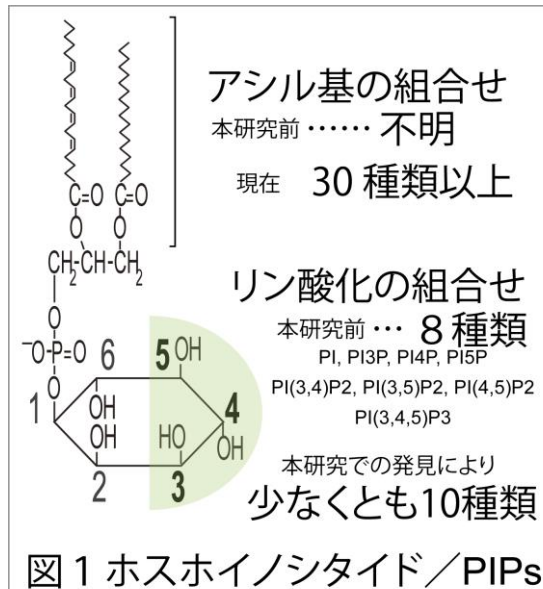 アシル基の組合せ
本研究前 …… 不明
現在 30 種類以上
C=O C=O
O O
CH2-CH-CH2
リン酸化の組合せ
本研究前 … 8 種類
PI, PI3P, PI4P, PI5P
PI(3,4)P2, PI(3,5)P2, PI(4,5)P2
PI(3,4,5)P3
本研究での発見により
少なくとも10種類
O
⁻O-P=O
O
6 5 OH
1 OH HO 4
OH OH
2 3
図 1 ホスホイノシタイド／PIPs